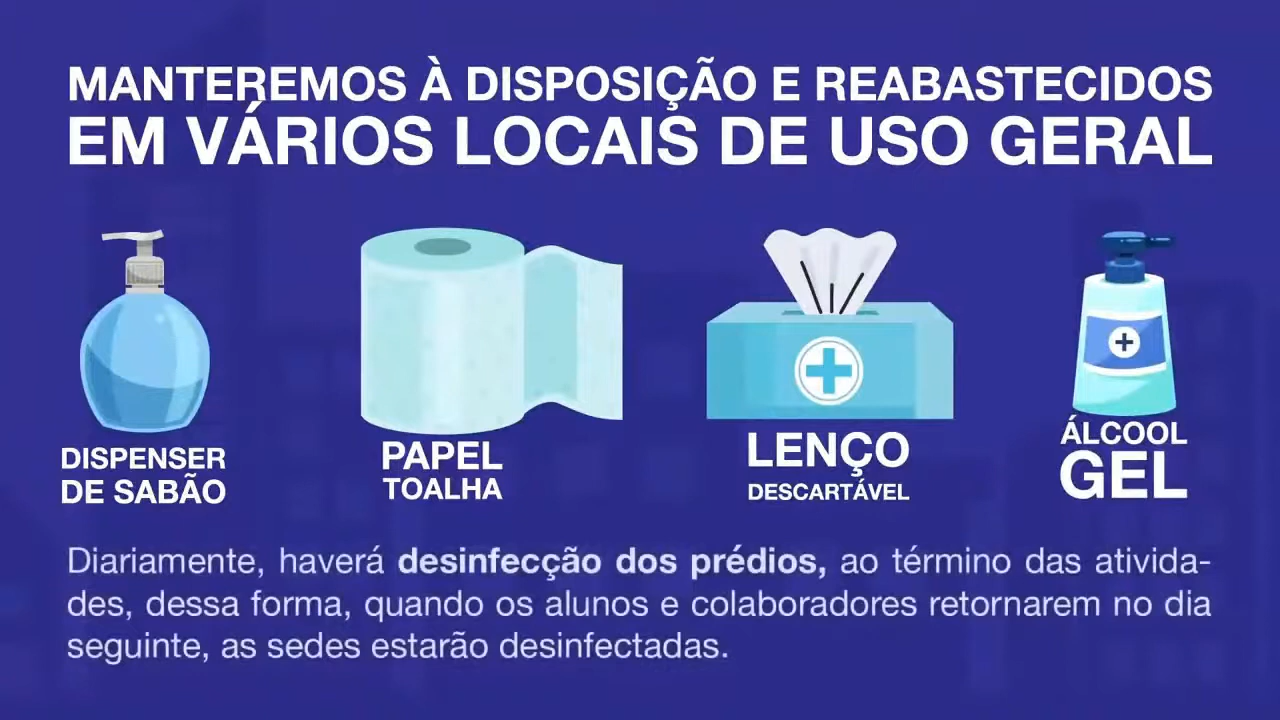 MANTEREMOS À DISPOSIÇÃO E REABASTECIDOS
EM VÁRIOS LOCAIS DE USO GERAL
DISPENSER
DE SABÃO
PAPEL
TOALHA
LENÇO
DESCARTÁVEL
ÁLCOOL
GEL
Diariamente, haverá desinfecção dos prédios, ao término das ativida-
des, dessa forma, quando os alunos e colaboradores retornarem no dia
seguinte, as sedes estarão desinfectadas.